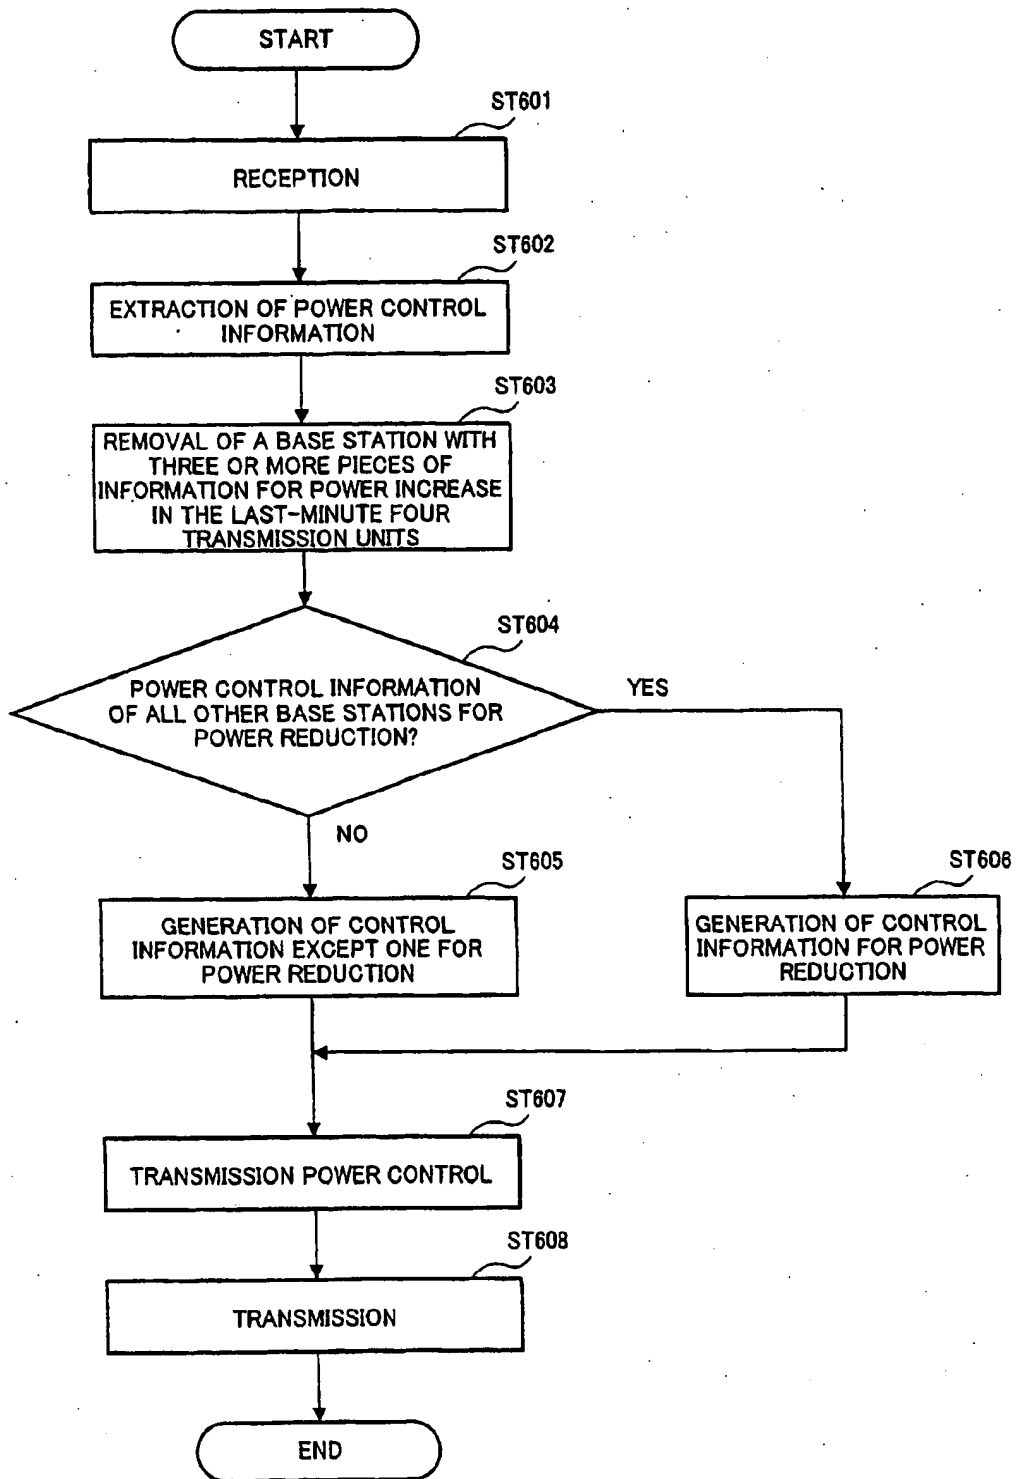 START
ST601
RECEPTION
ST602
EXTRACTION OF POWER CONTROL
INFORMATION
ST603
REMOVAL OF A BASE STATION WITH
THREE OR MORE PIECES OF
INFORMATION FOR POWER INCREASE
IN THE LAST-MINUTE FOUR
TRANSMISSION UNITS
ST604
POWER CONTROL INFORMATION
OF ALL OTHER BASE STATIONS FOR
POWER REDUCTION?
YES
NO
ST605
GENERATION OF CONTROL
INFORMATION EXCEPT ONE FOR
POWER REDUCTION
ST606
GENERATION OF CONTROL
INFORMATION FOR POWER
REDUCTION
ST607
TRANSMISSION POWER CONTROL
ST608
TRANSMISSION
END